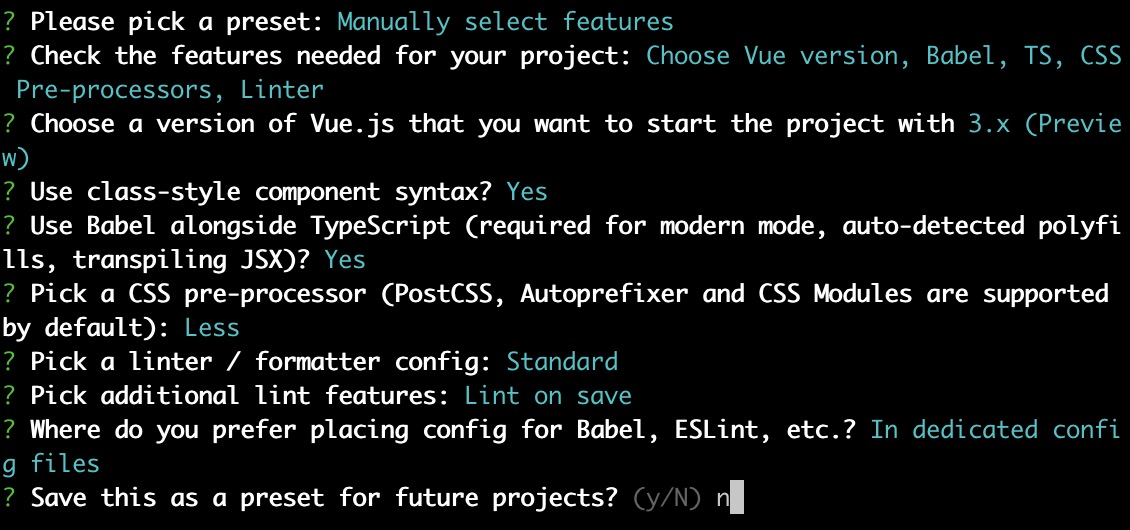 ? Please pick a preset: Manually select features
? Check the features needed for your project: Choose Vue version, Babel, TS, CSS
 Pre-processors, Linter
? Choose a version of Vue.js that you want to start the project with 3.x (Previe
w)
? Use class-style component syntax? Yes
? Use Babel alongside TypeScript (required for modern mode, auto-detected polyfi
lls, transpiling JSX)? Yes
? Pick a CSS pre-processor (PostCSS, Autoprefixer and CSS Modules are supported
by default): Less
? Pick a linter / formatter config: Standard
? Pick additional lint features: Lint on save
? Where do you prefer placing config for Babel, ESLint, etc.? In dedicated confi
g files
? Save this as a preset for future projects? (y/N) n